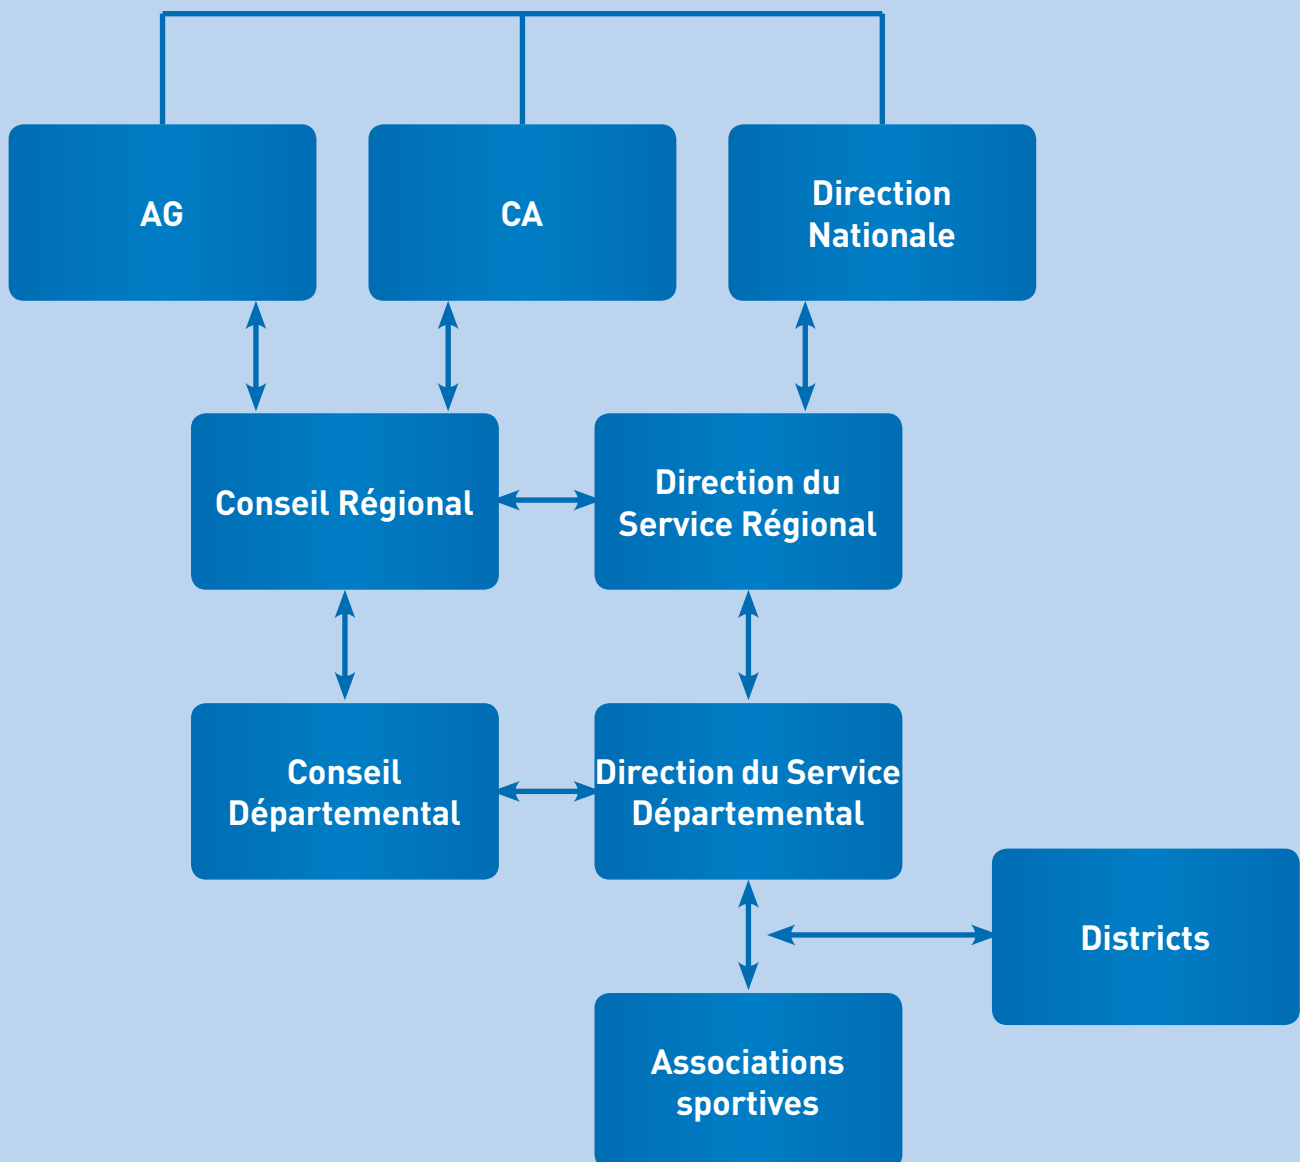 AG
CA
Direction
Nationale
Conseil Régional
Direction du
Service Régional
Conseil
Départemental
Direction du Service
Départemental
Districts
Associations
sportives